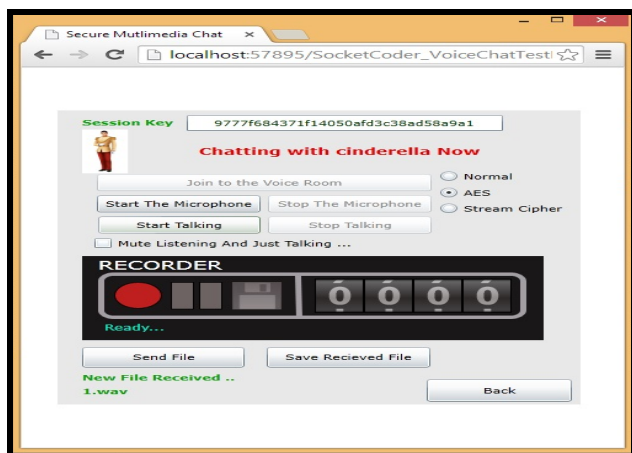 Secure Mutlimedia Chat
localhost:57895/SocketCoder_VoiceChatTest
Session Key 9777f684371f14050afd3c38ad58a9a1
Chatting with cinderella Now
Join to the Voice Room
Normal
AES
Start The Microphone Stop The Microphone
Stream Cipher
Start Talking Stop Talking
Mute Listening And Just Talking ...
RECORDER
0 0 0 0
Ready...
Send File Save Recieved File
New File Received ..
1.wav
Back